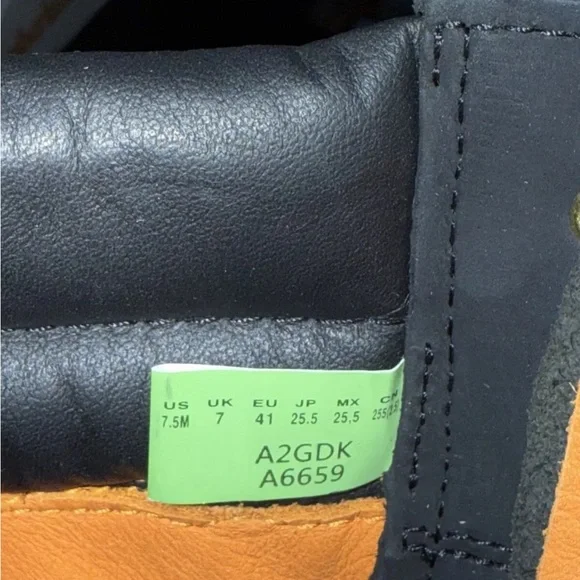 US UK EU JP MX
7.5M 7 41 25.5 25,5
A2GDK
A6659